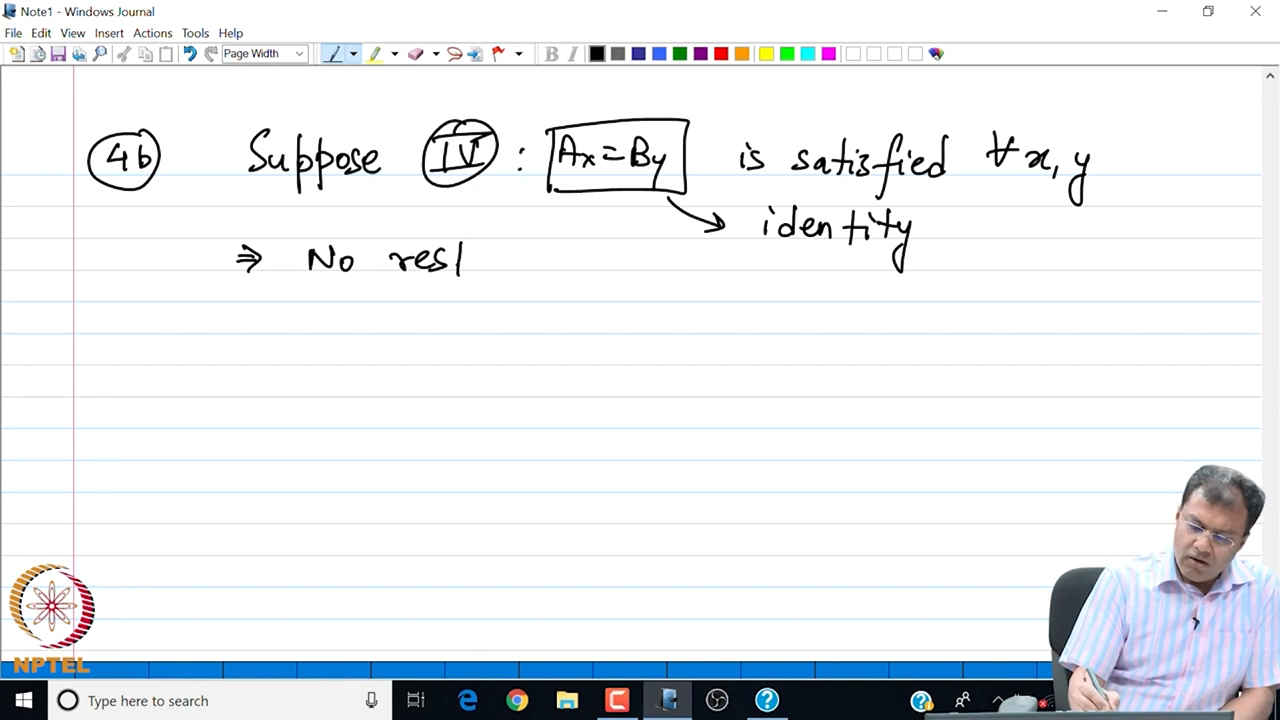 Note1 - Windows Journal
File Edit View Insert Actions Tools Help
Page Width B I
4b Suppose IV : Ax = By is satisfied ∀ x, y
identity
⇒ No res
NPTEL
Type here to search